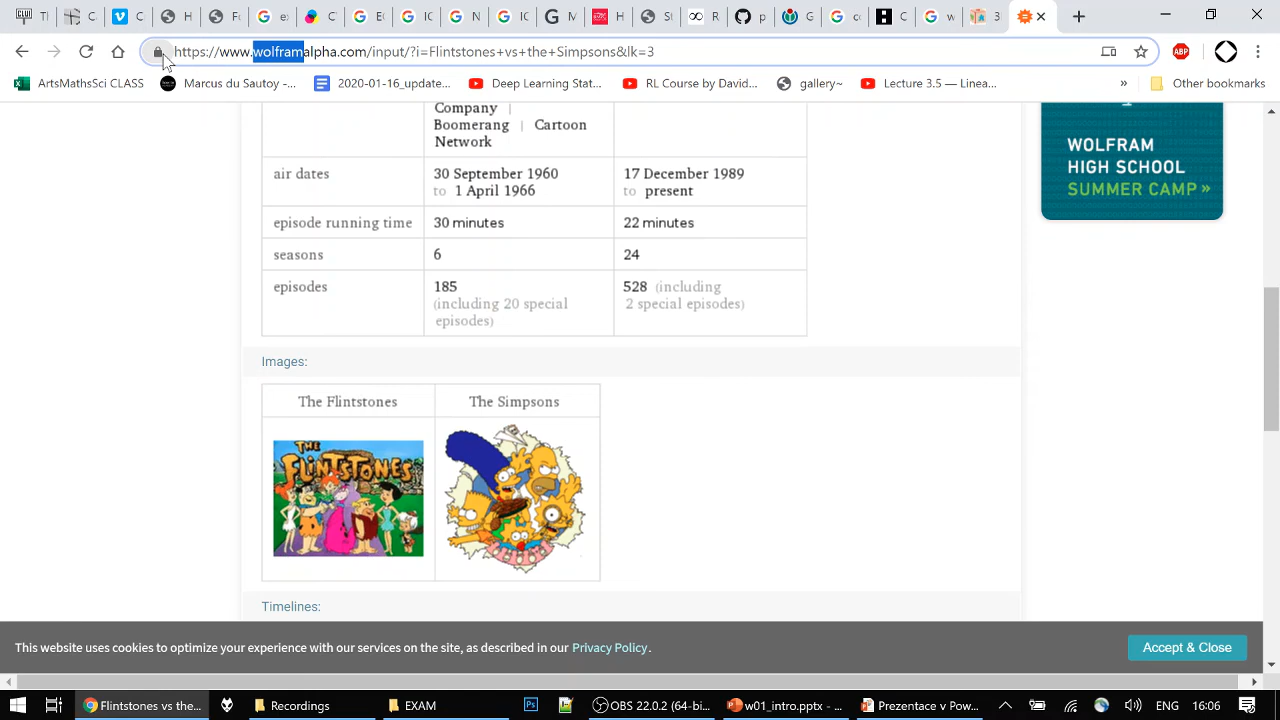 https://www.wolframalpha.com/input/?i=Flintstones+vs+the+Simpsons&lk=3
ABP
ArtsMathsSci CLASS
Marcus du Sautoy -...
2020-01-16_update...
Deep Learning Stat...
RL Course by David...
gallery~
Lecture 3.5 — Linea...
»
Other bookmarks
Company |
Boomerang | Cartoon
Network
air dates
30 September 1960
to 1 April 1966
17 December 1989
to present
episode running time
30 minutes
22 minutes
seasons
6
24
episodes
185
(including 20 special
episodes)
528 (including
2 special episodes)
WOLFRAM
HIGH SCHOOL
SUMMER CAMP »
Images:
The Flintstones
The Simpsons
THE
FLINTSTONES
Timelines:
This website uses cookies to optimize your experience with our services on the site, as described in our Privacy Policy.
Accept & Close
Flintstones vs the...
Recordings
EXAM
Ps
OBS 22.0.2 (64-bi...
w01_intro.pptx -...
Prezentace v Pow...
ENG
16:06